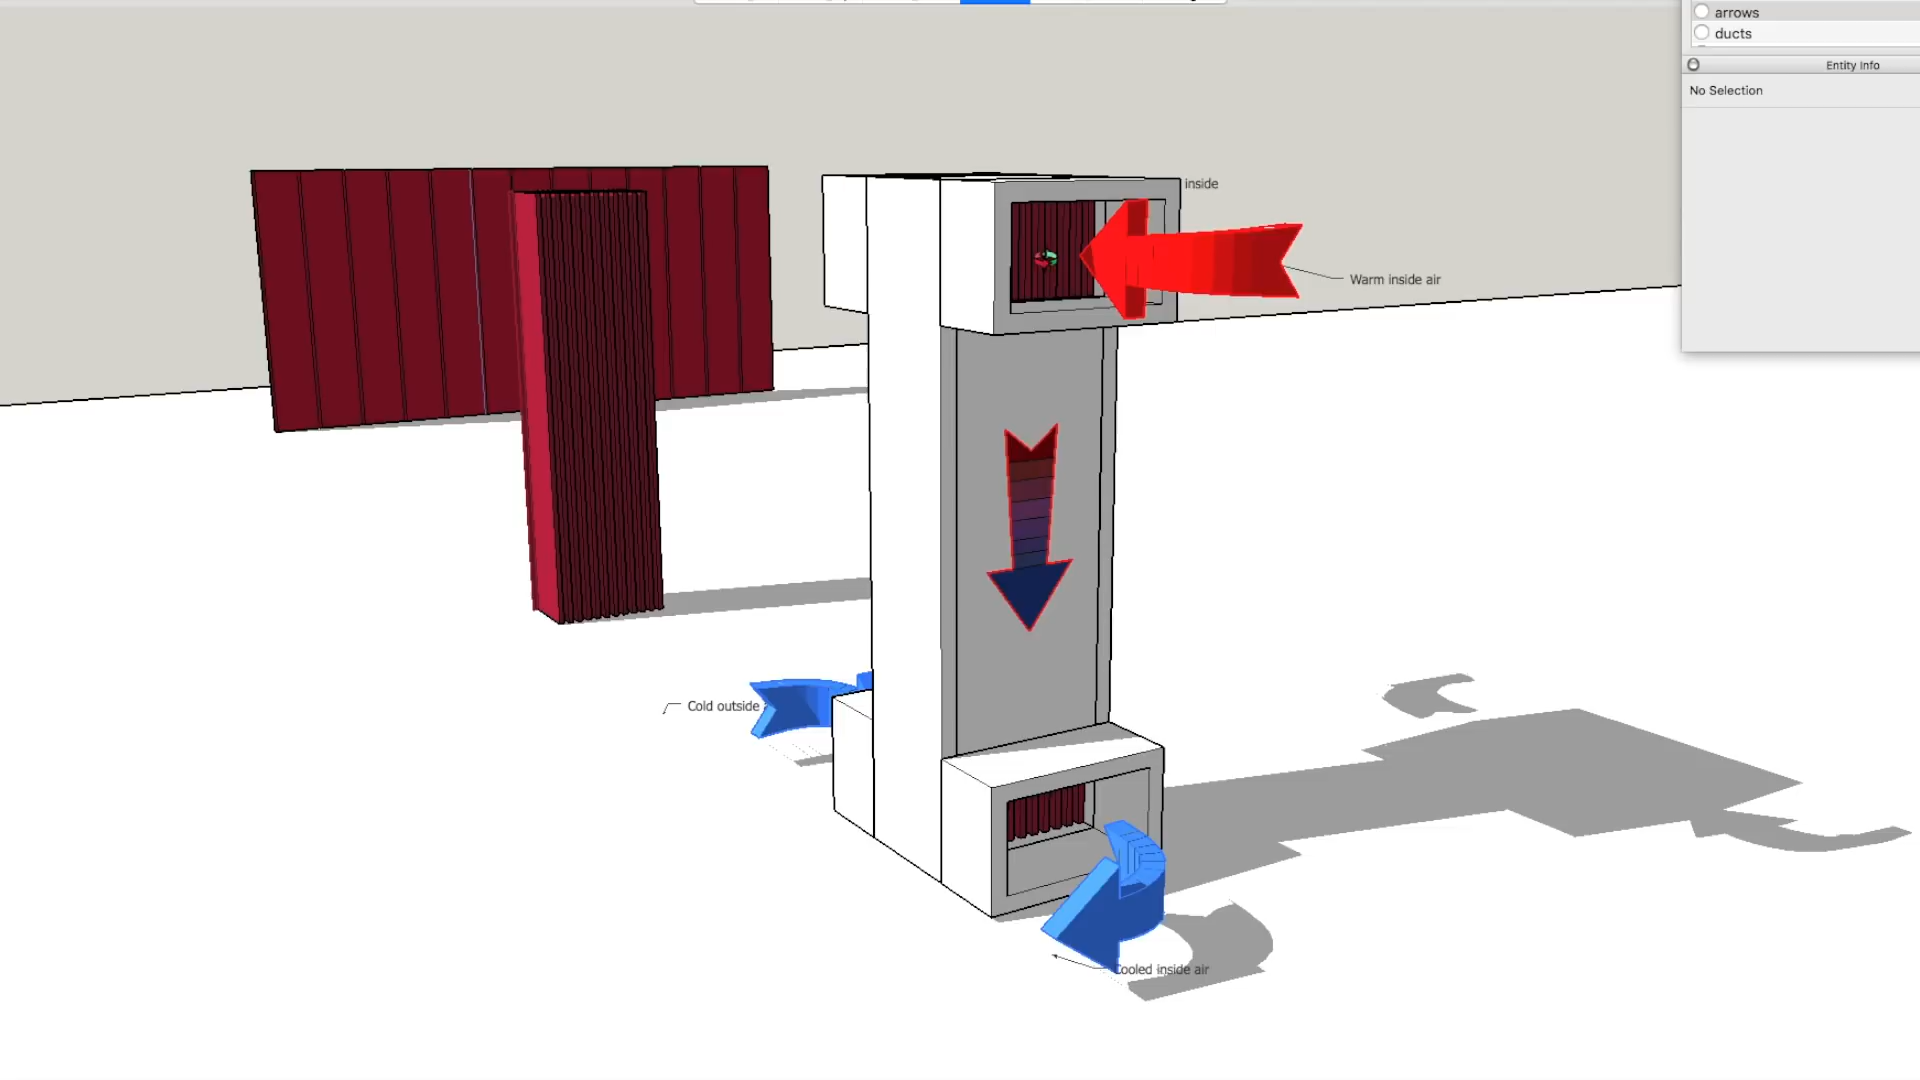 arrows
ducts
Entity Info
No Selection
inside
Warm inside air
Cold outside
Cooled inside air